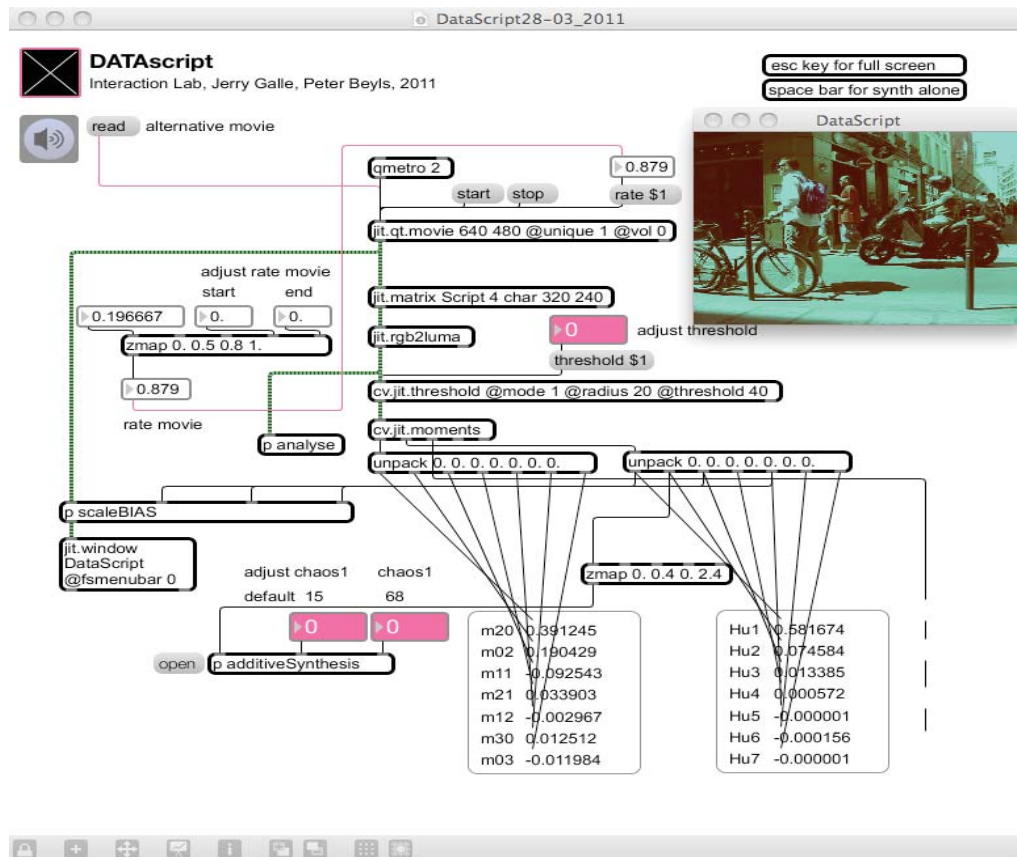 DataScript28-03_2011
DATAscript
Interaction Lab, Jerry Galle, Peter Beyls, 2011
esc key for full screen
space bar for synth alone
read alternative movie
DataScript
qmetro 2
0.879
start stop rate $1
jit.qt.movie 640 480 @unique 1 @vol 0
adjust rate movie
start end
0.196667 0. 0.
zmap 0. 0.5 0.8 1.
0.879
rate movie
jit.matrix Script 4 char 320 240
jit.rgb2luma
0 adjust threshold
threshold $1
cv.jit.threshold @mode 1 @radius 20 @threshold 40
cv.jit.moments
p analyse
unpack 0. 0. 0. 0. 0. 0. 0. unpack 0. 0. 0. 0. 0. 0. 0.
p scaleBIAS
jit.window
DataScript
@fsmenubar 0
adjust chaos1 chaos1
default 15 68
0 0
open p additiveSynthesis
zmap 0. 0.4 0. 2.4
m20 0.391245
m02 0.190429
m11 -0.092543
m21 0.033903
m12 -0.002967
m30 0.012512
m03 -0.011984
Hu1 0.581674
Hu2 0.074584
Hu3 0.013385
Hu4 0.000572
Hu5 -0.000001
Hu6 -0.000156
Hu7 -0.000001